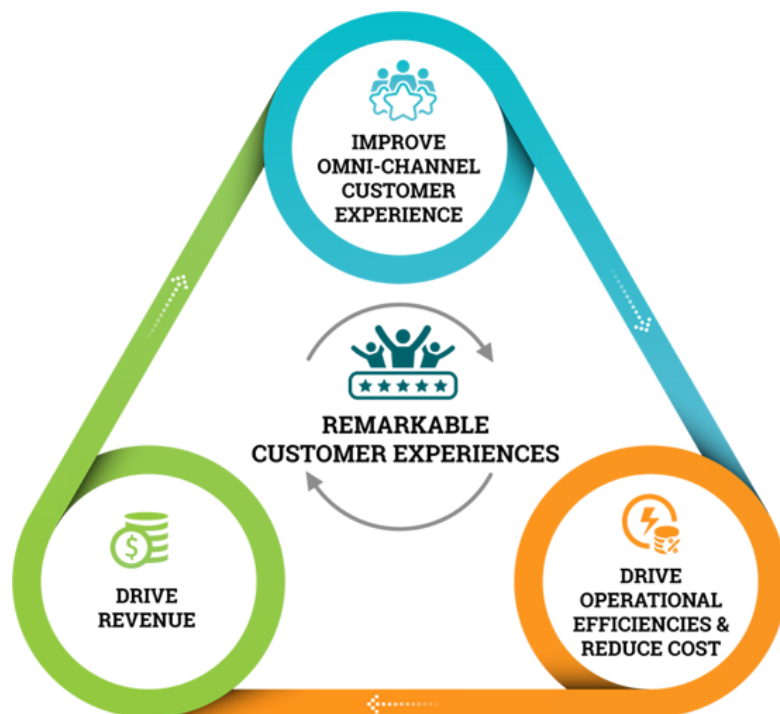 IMPROVE
OMNI-CHANNEL
CUSTOMER
EXPERIENCE
REMARKABLE
CUSTOMER EXPERIENCES
$
DRIVE
REVENUE
%
DRIVE
OPERATIONAL
EFFICIENCIES &
REDUCE COST